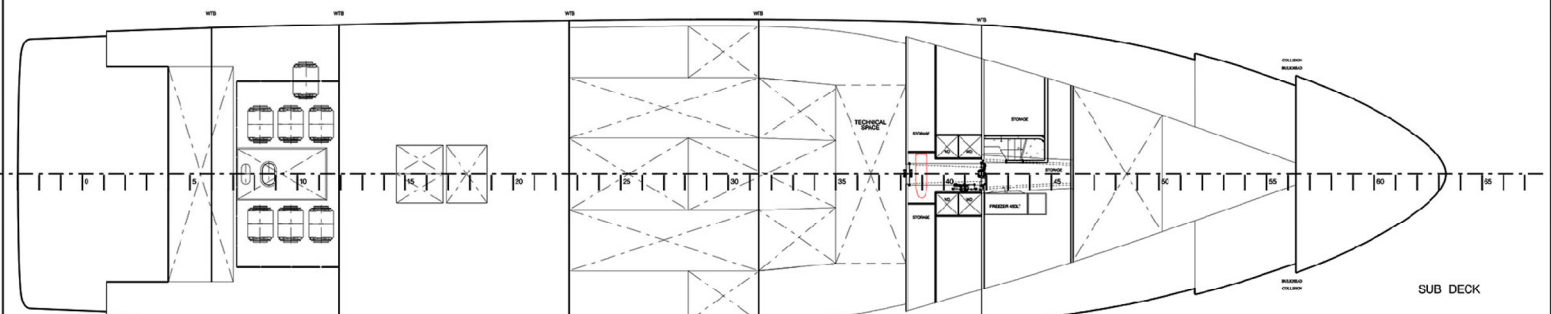 WTB
WTB
WTB
WTB
WTB
COLLISION
BULKHEAD
TECHNICAL
SPACE
STORAGE
STORAGE
STORAGE
0
5
10
15
20
25
30
35
40
45
50
55
60
65
STORAGE
FREEZER 450LT
BULKHEAD
COLLISION
SUB DECK